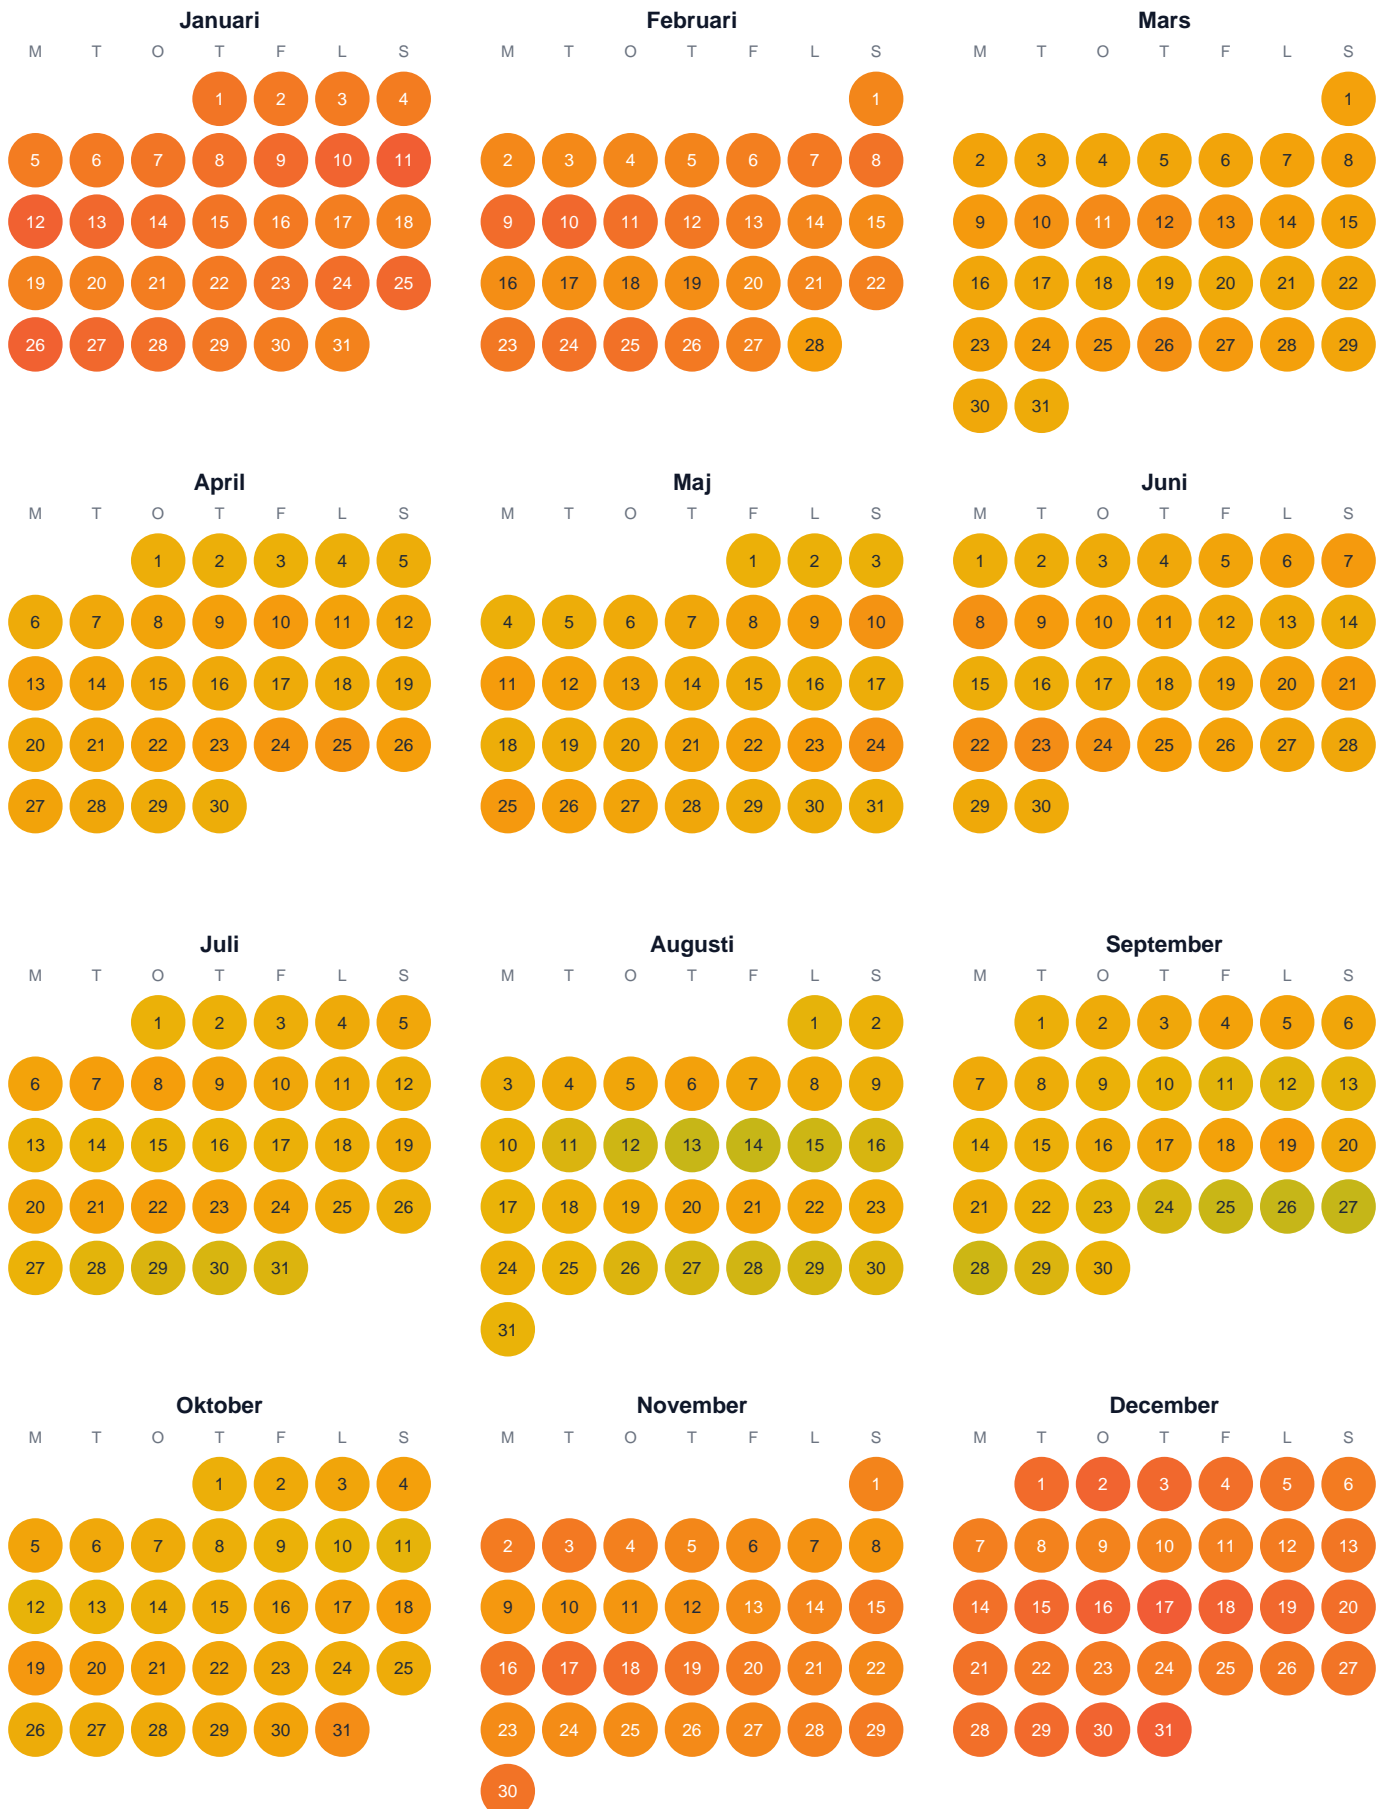 Januari Februari Mars
M T O T F L S M T O T F L S M T O T F L S
1 2 3 4 1 1
5 6 7 8 9 10 11 2 3 4 5 6 7 8 2 3 4 5 6 7 8
12 13 14 15 16 17 18 9 10 11 12 13 14 15 9 10 11 12 13 14 15
19 20 21 22 23 24 25 16 17 18 19 20 21 22 16 17 18 19 20 21 22
26 27 28 29 30 31 23 24 25 26 27 28 23 24 25 26 27 28 29
30 31
April Maj Juni
M T O T F L S M T O T F L S M T O T F L S
1 2 3 4 5 1 2 3 1 2 3 4 5 6 7
6 7 8 9 10 11 12 4 5 6 7 8 9 10 8 9 10 11 12 13 14
13 14 15 16 17 18 19 11 12 13 14 15 16 17 15 16 17 18 19 20 21
20 21 22 23 24 25 26 18 19 20 21 22 23 24 22 23 24 25 26 27 28
27 28 29 30 25 26 27 28 29 30 31 29 30
Juli Augusti September
M T O T F L S M T O T F L S M T O T F L S
1 2 3 4 5 1 2 1 2 3 4 5 6
6 7 8 9 10 11 12 3 4 5 6 7 8 9 7 8 9 10 11 12 13
13 14 15 16 17 18 19 10 11 12 13 14 15 16 14 15 16 17 18 19 20
20 21 22 23 24 25 26 17 18 19 20 21 22 23 21 22 23 24 25 26 27
27 28 29 30 31 24 25 26 27 28 29 30 28 29 30
31
Oktober November December
M T O T F L S M T O T F L S M T O T F L S
1 2 3 4 1 1 2 3 4 5 6
5 6 7 8 9 10 11 2 3 4 5 6 7 8 7 8 9 10 11 12 13
12 13 14 15 16 17 18 9 10 11 12 13 14 15 14 15 16 17 18 19 20
19 20 21 22 23 24 25 16 17 18 19 20 21 22 21 22 23 24 25 26 27
26 27 28 29 30 31 23 24 25 26 27 28 29 28 29 30 31
30